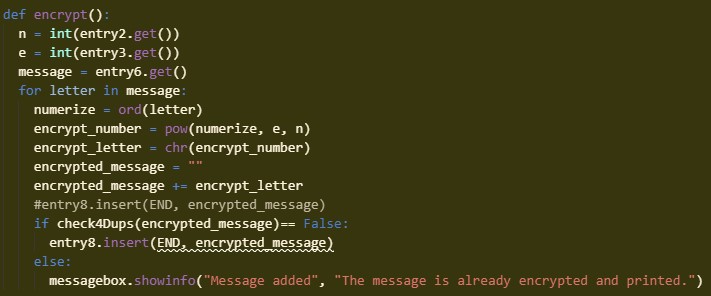 def encrypt():
  n = int(entry2.get())
  e = int(entry3.get())
  message = entry6.get()
  for letter in message:
    numerize = ord(letter)
    encrypt_number = pow(numerize, e, n)
    encrypt_letter = chr(encrypt_number)
    encrypted_message = ""
    encrypted_message += encrypt_letter
    #entry8.insert(END, encrypted_message)
    if check4Dups(encrypted_message)== False:
      entry8.insert(END, encrypted_message)
    else:
      messagebox.showinfo("Message added", "The message is already encrypted and printed.")